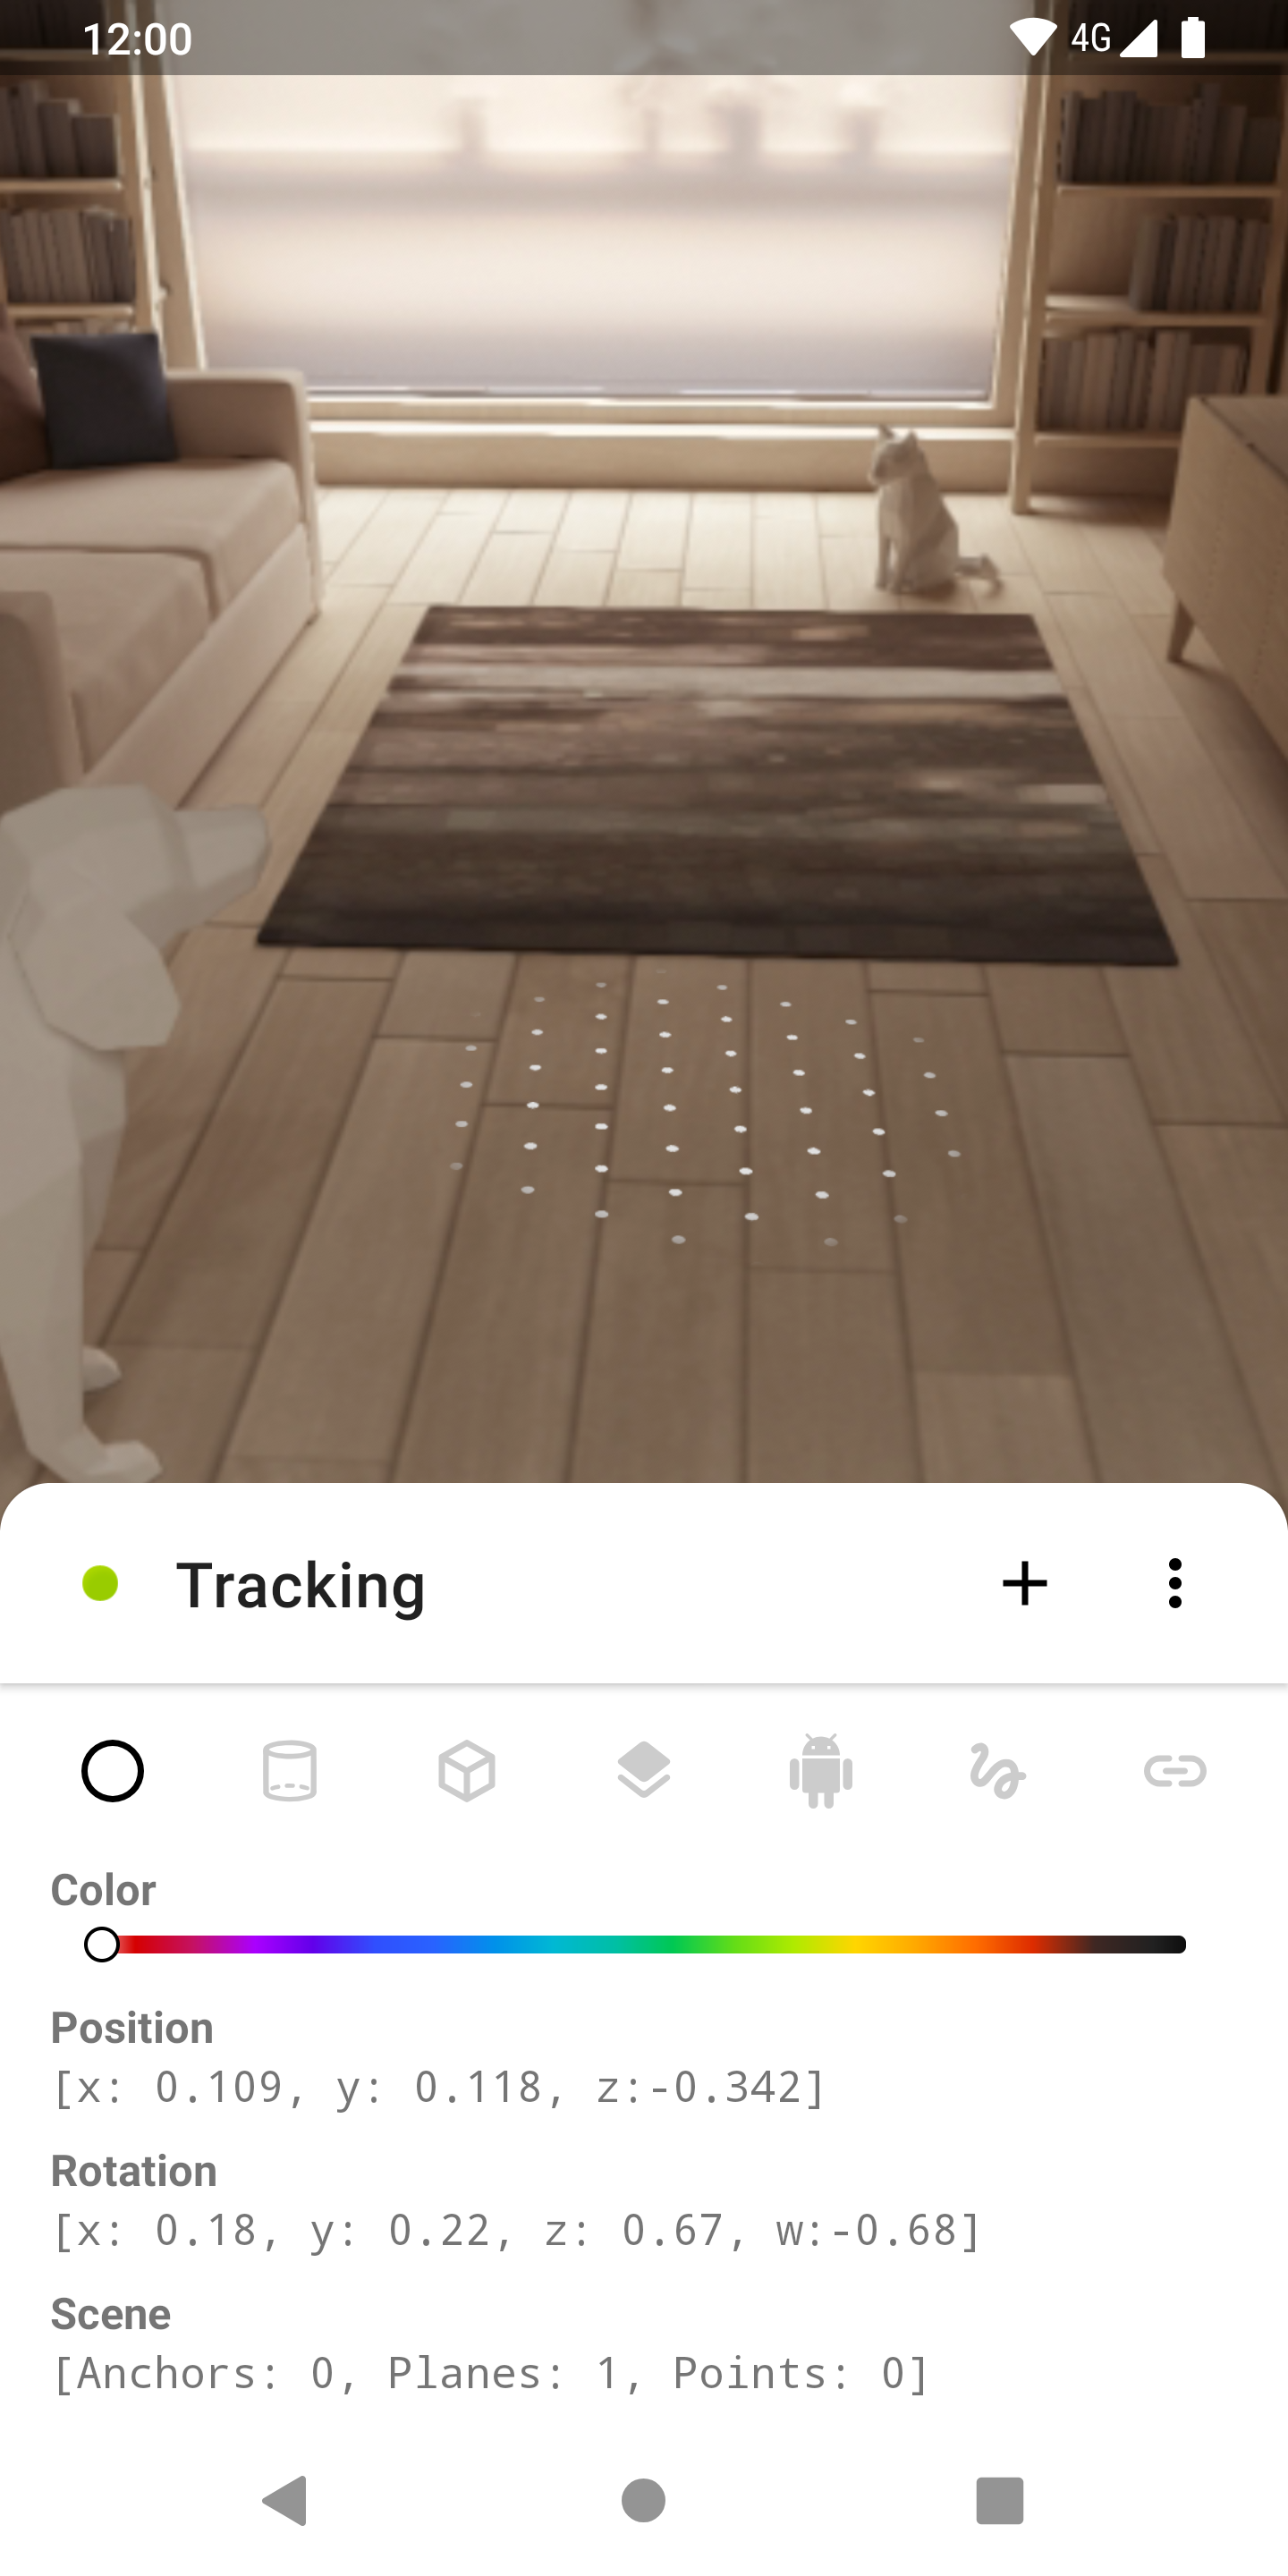 12:00
4G
Tracking
Color
Position
[x: 0.109, y: 0.118, z:-0.342]
Rotation
[x: 0.18, y: 0.22, z: 0.67, w:-0.68]
Scene
[Anchors: 0, Planes: 1, Points: 0]